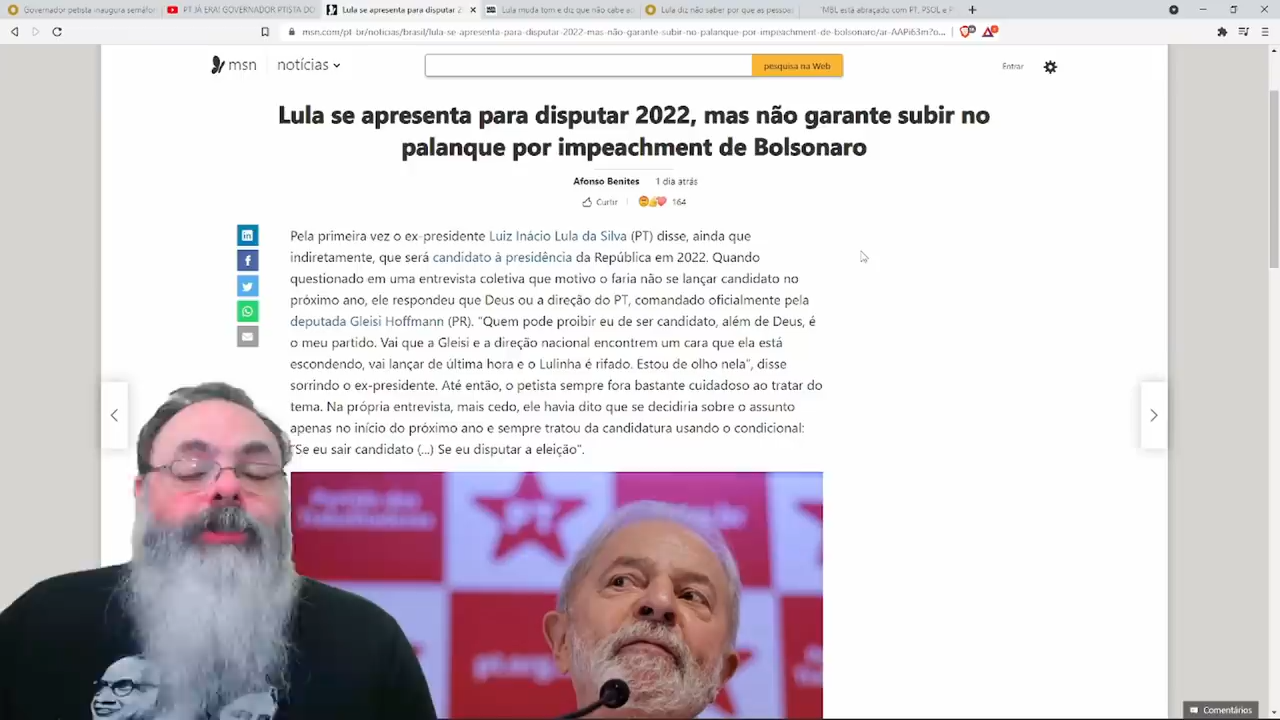 Governador petista inaugura semáfor
PT JÁ ERA! GOVERNADOR PTISTA DO
Lula se apresenta para disputar 2
Lula muda tom e diz que não cabe ao
Lula diz não saber por que as pessoas
"MBL está abraçado com PT, PSOL e P
msn.com/pt-br/noticias/brasil/lula-se-apresenta-para-disputar-2022-mas-não-garante-subir-no-palanque-por-impeachment-de-bolsonaro/ar-AAPi63m?o...
msn
notícias
pesquisa na Web
Entrar
Lula se apresenta para disputar 2022, mas não garante subir no
palanque por impeachment de Bolsonaro
Afonso Benites 1 dia atrás
Curtir 164
Pela primeira vez o ex-presidente Luiz Inácio Lula da Silva (PT) disse, ainda que
indiretamente, que será candidato à presidência da República em 2022. Quando
questionado em uma entrevista coletiva que motivo o faria não se lançar candidato no
próximo ano, ele respondeu que Deus ou a direção do PT, comandado oficialmente pela
deputada Gleisi Hoffmann (PR). "Quem pode proibir eu de ser candidato, além de Deus, é
o meu partido. Vai que a Gleisi e a direção nacional encontrem um cara que ela está
escondendo, vai lançar de última hora e o Lulinha é rifado. Estou de olho nela", disse
sorrindo o ex-presidente. Até então, o petista sempre fora bastante cuidadoso ao tratar do
tema. Na própria entrevista, mais cedo, ele havia dito que se decidiria sobre o assunto
apenas no início do próximo ano e sempre tratou da candidatura usando o condicional:
"Se eu sair candidato (...) Se eu disputar a eleição".
PT
pt.org
Comentários